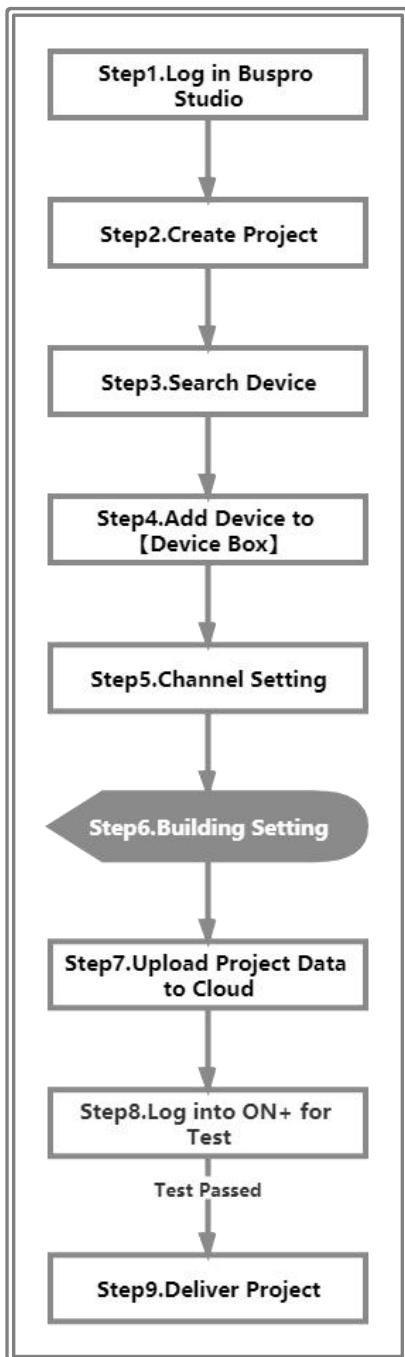 Step1.Log in Buspro
Studio
Step2.Create Project
Step3.Search Device
Step4.Add Device to
【Device Box】
Step5.Channel Setting
Step6.Building Setting
Step7.Upload Project Data
to Cloud
Step8.Log into ON+ for
Test
Test Passed
Step9.Deliver Project